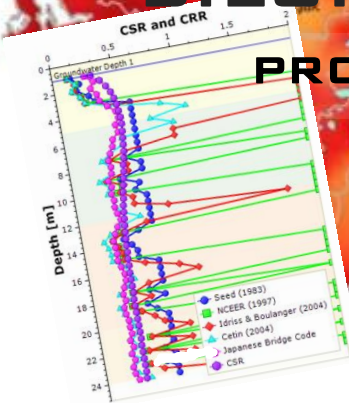 PRO
CSR and CRR
0 0.5 1 1.5 2
Groundwater Depth 1
Depth [m]
0
2
4
6
8
10
12
14
16
18
20
22
24
Seed (1983)
NCEER (1997)
Idriss & Boulanger (2004)
Cetin (2004)
Japanese Bridge Code
CSR